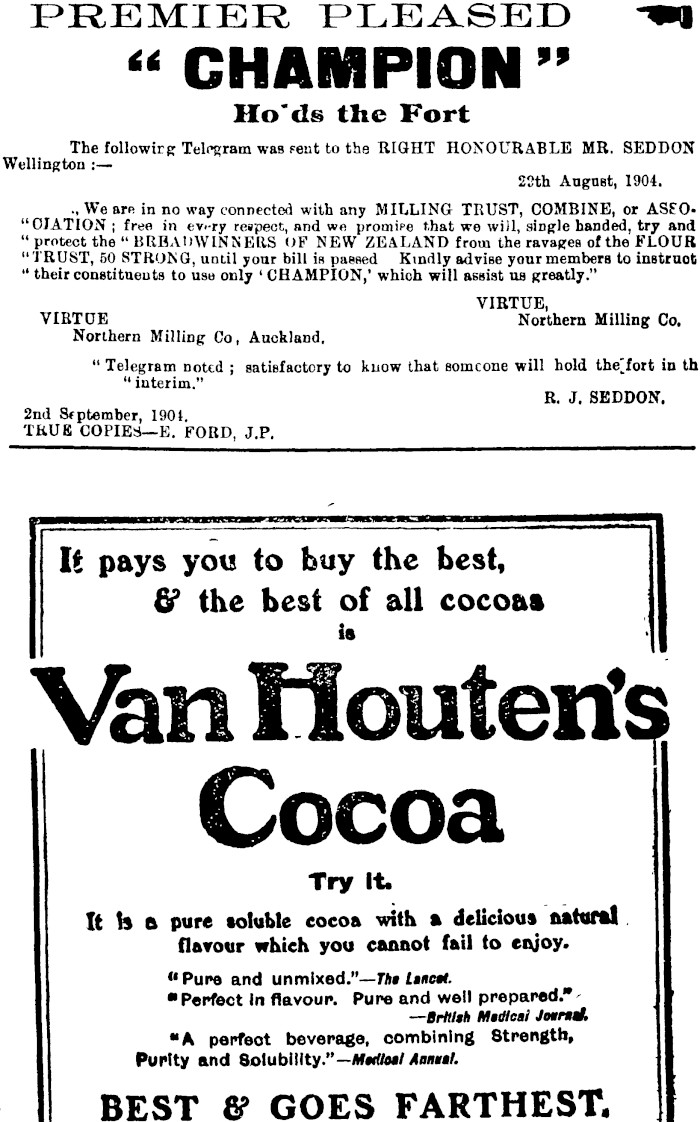 PREMIER PLEASED
“ CHAMPION ”
Ho'ds the Fort
The following Telegram was sent to the RIGHT HONOURABLE MR. SEDDON
Wellington :—
29th August, 1904.
„ We are in no way connected with any MILLING TRUST, COMBINE, or ASSO-
“CIATION ; free in every respect, and we promise that we will, single handed, try and
“ protect the “ BREADWINNERS OF NEW ZEALAND from the ravages of the FLOUR
“TRUST, 50 STRONG, until your bill is passed Kindly advise your members to instruct
“ their constituents to use only ‘ CHAMPION,’ which will assist us greatly.”
VIRTUE,
VIRTUE Northern Milling Co.
Northern Milling Co, Auckland.
“ Telegram noted ; satisfactory to know that someone will hold the fort in th
“ interim.”
R. J. SEDDON.
2nd September, 1904.
TRUE COPIES—E. FORD, J.P.
It pays you to buy the best,
& the best of all cocoas
is
Van Houten's
Cocoa
Try It.
It is a pure soluble cocoa with a delicious natural
flavour which you cannot fail to enjoy.
“Pure and unmixed.”—The Lancet.
“Perfect in flavour. Pure and well prepared.”
—British Medical Journal.
“A perfect beverage, combining Strength,
Purity and Solubility.”—Medical Annual.
BEST & GOES FARTHEST.